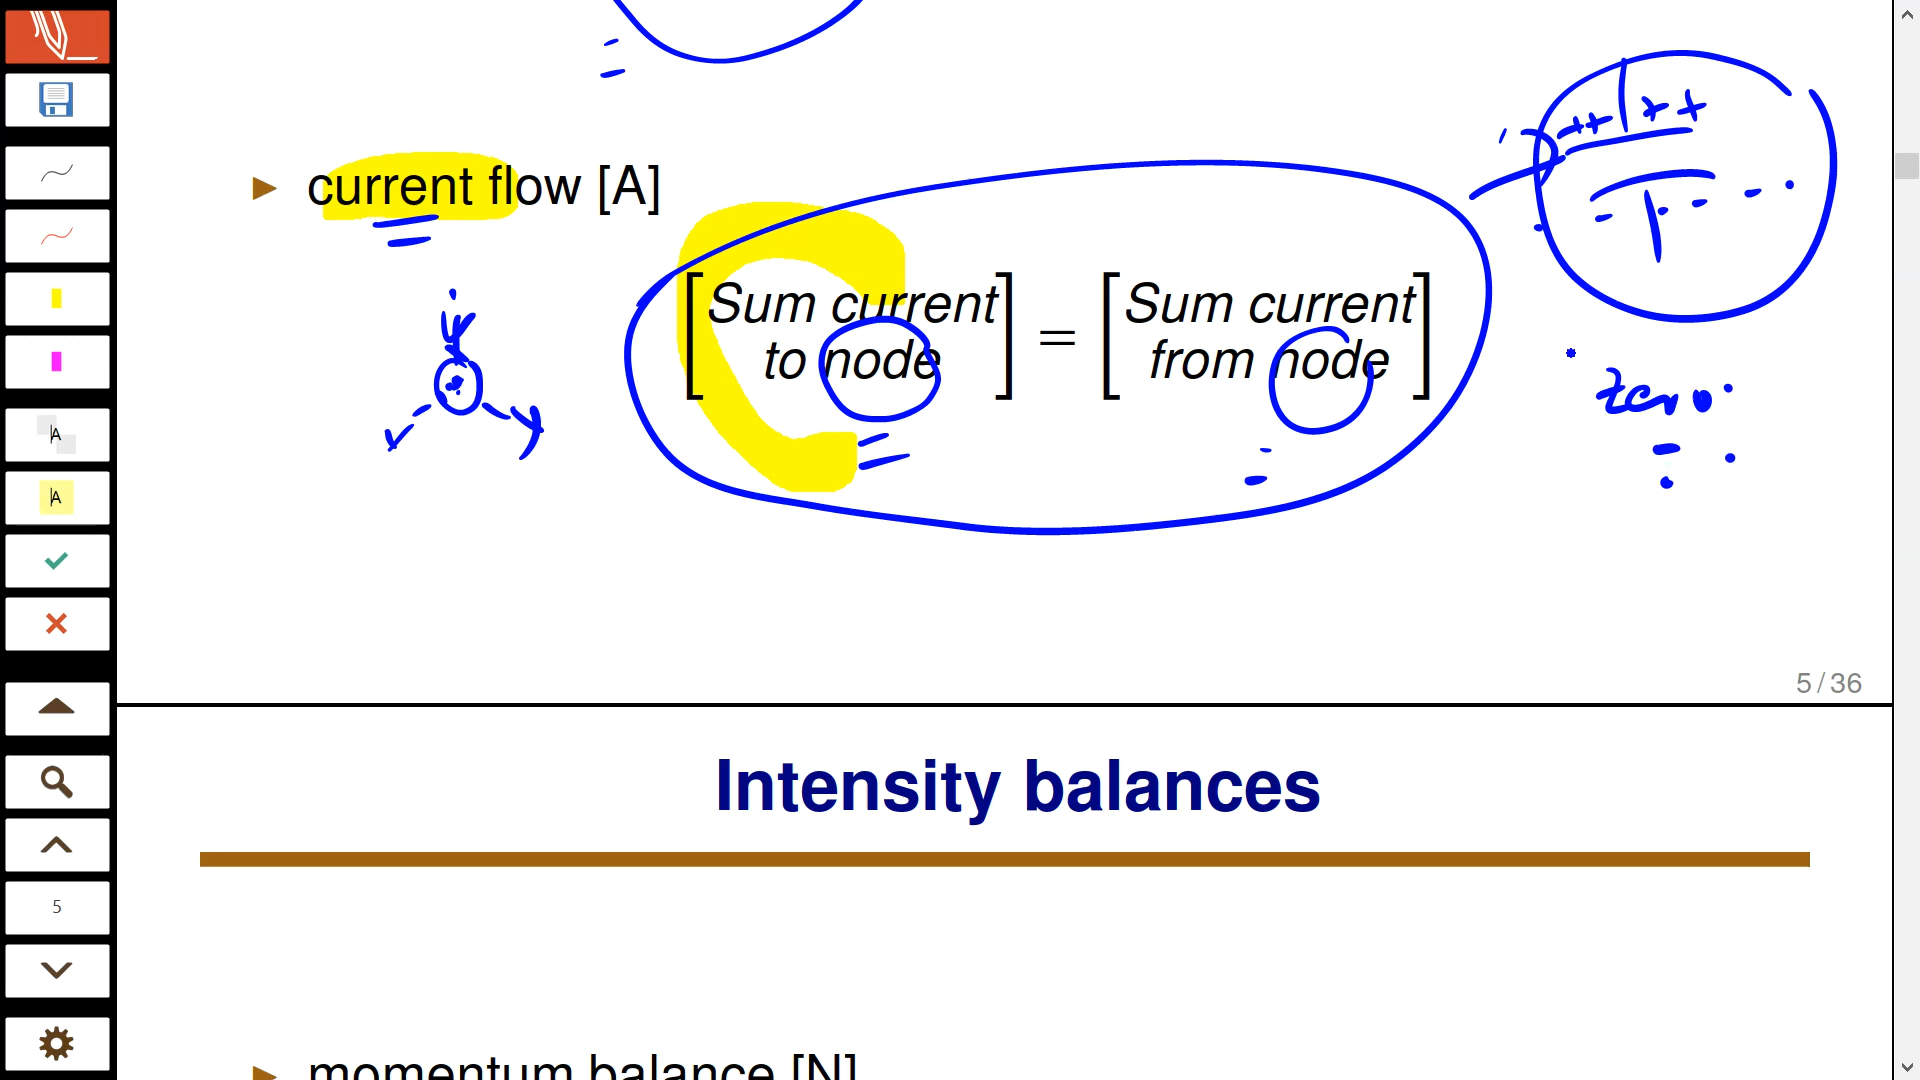 ► current flow [A]
[Sum current to node] = [Sum current from node]
++ ++
zero
5 / 36
Intensity balances
► momentum balance [N]
A
A
5